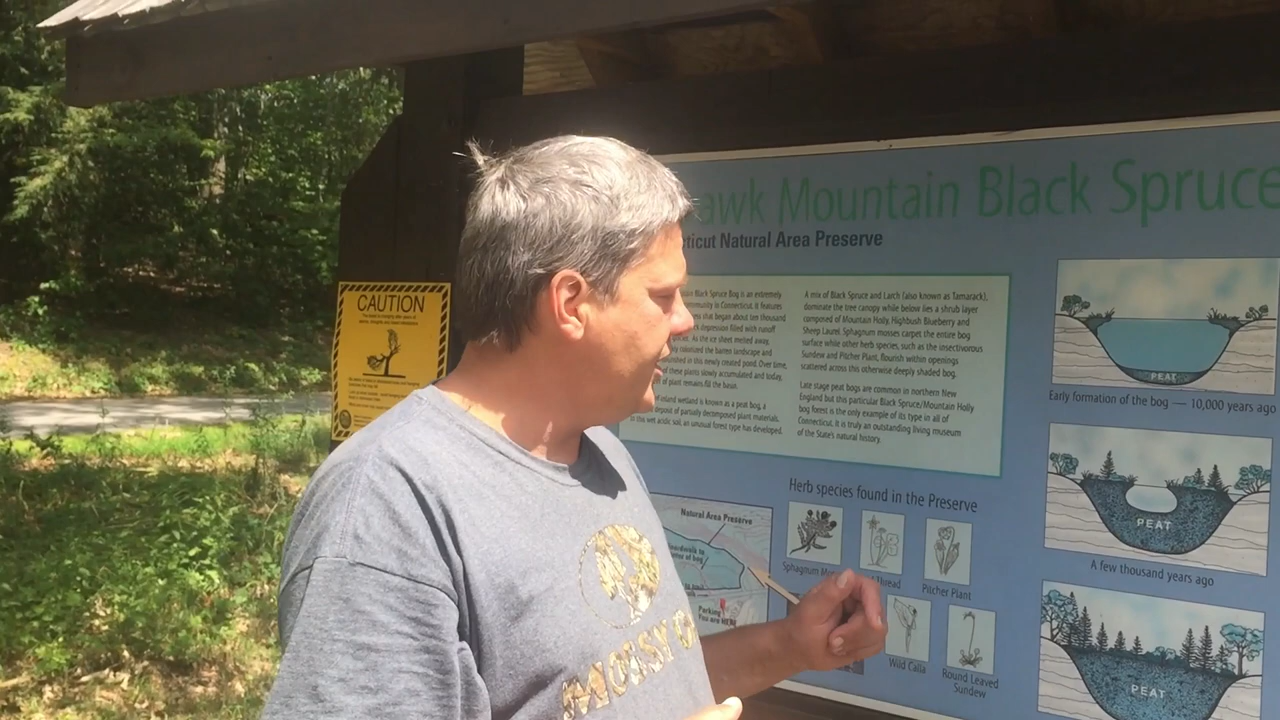 CAUTION
awk Mountain Black Spruce
ticut Natural Area Preserve
Black Spruce Bog is an extremely
community in Connecticut. It features
that began about ten thousand
depression filled with runoff
As the ice sheet melted away,
colonized the barren landscape and
in this newly created pond. Over time,
these plants slowly accumulated and today,
of plant remains fill the basin.
inland wetland is known as a peat bog, a
deposit of partially decomposed plant materials.
In this wet acidic soil, an unusual forest type has developed.
A mix of Black Spruce and Larch (also known as Tamarack),
dominate the tree canopy while below lies a shrub layer
composed of Mountain Holly, Highbush Blueberry and
Sheep Laurel. Sphagnum mosses carpet the entire bog
surface while other herb species, such as the insectivorous
Sundew and Pitcher Plant, flourish within openings
scattered across this otherwise deeply shaded bog.
Late stage peat bogs are common in northern New
England but this particular Black Spruce/Mountain Holly
bog forest is the only example of its type in all of
Connecticut, it is truly an outstanding living museum
of the State's natural history.
PEAT
Early formation of the bog — 10,000 years ago
PEAT
A few thousand years ago
PEAT
Herb species found in the Preserve
Sphagnum
Thread
Pitcher Plant
Wild Calla
Round Leaved
Sundew
Natural Area Preserve
Boardwalk to
of bog
Parking
You are HERE
MOSSY O